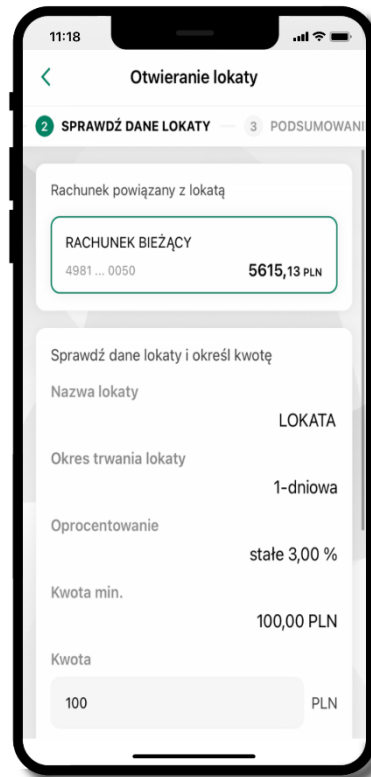 11:18
Otwieranie lokaty
2 SPRAWDŹ DANE LOKATY 3 PODSUMOWANI
Rachunek powiązany z lokatą
RACHUNEK BIEŻĄCY
4981 ... 0050 5615,13 PLN
Sprawdź dane lokaty i określ kwotę
Nazwa lokaty
LOKATA
Okres trwania lokaty
1-dniowa
Oprocentowanie
stałe 3,00 %
Kwota min.
100,00 PLN
Kwota
100 PLN